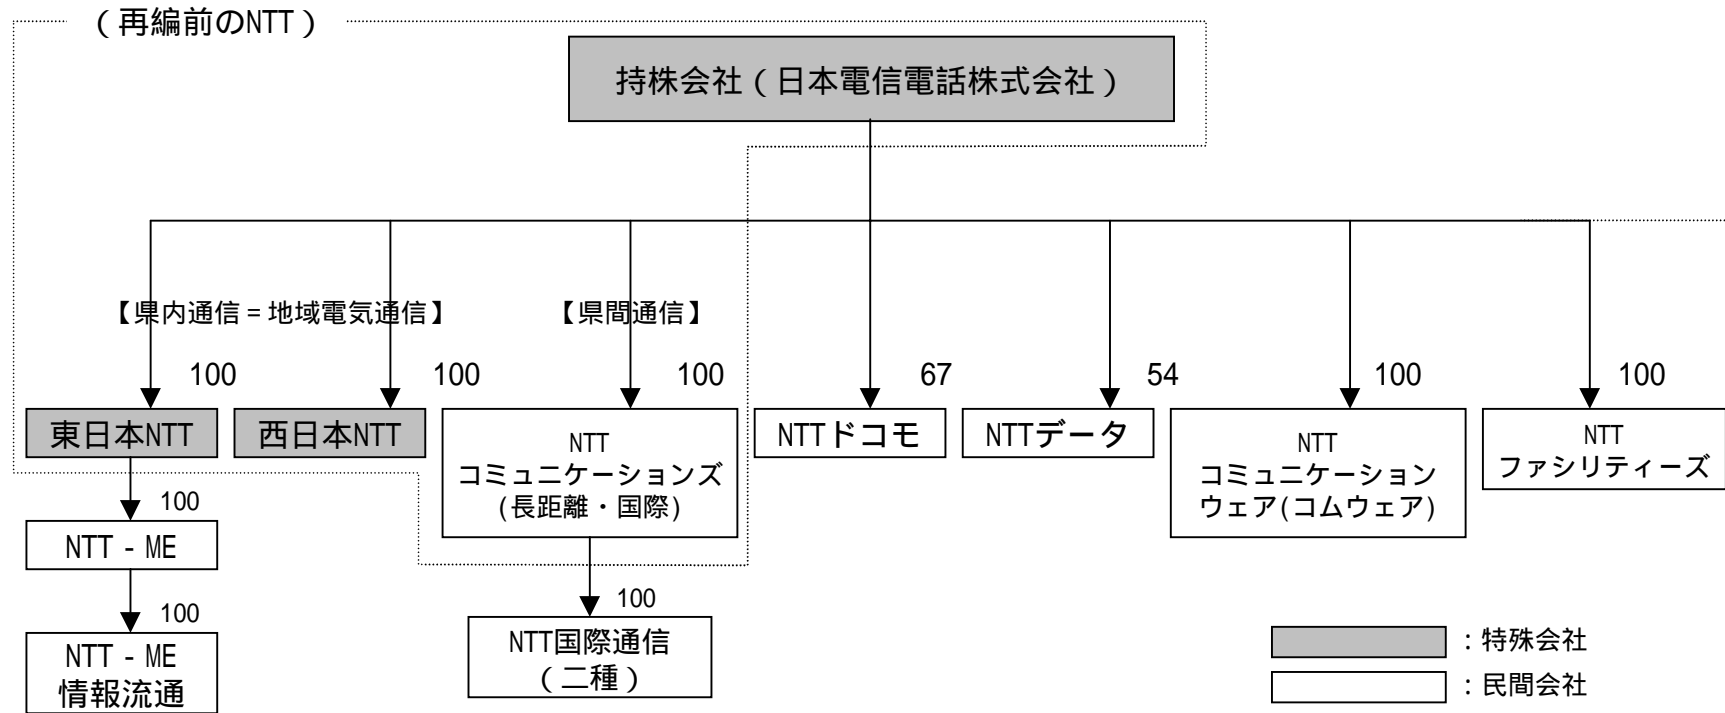 (再編前のNTT)
持株会社(日本電信電話株式会社)
【県内通信=地域電気通信】
【県間通信】
100
100
100
67
54
100
100
東日本NTT
西日本NTT
NTT
コミュニケーションズ
(長距離・国際)
NTTドコモ
NTTデータ
NTT
コミュニケーション
ウェア(コムウェア)
NTT
ファシリティーズ
100
NTT-ME
100
NTT-ME
情報流通
100
NTT国際通信
(二種)
:特殊会社
:民間会社